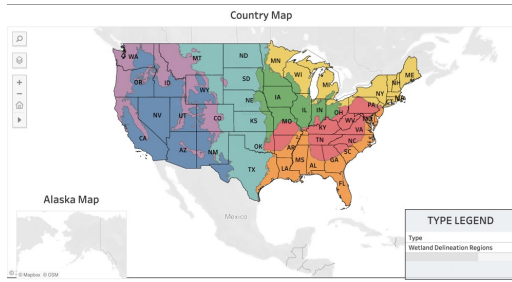 Country Map
WA
MT
ND
MN
ME
OR
ID
SD
WI
MI
NH
NY
WY
IA
PA
NE
NV
UT
CO
IL
IN
OH
WV
VA
KS
MO
KY
CA
AZ
NM
OK
AR
TN
NC
SC
TX
LA
MS
AL
GA
FL
Mexico
Alaska Map
TYPE LEGEND
Type
Wetland Delineation Regions
© Mapbox © OSM